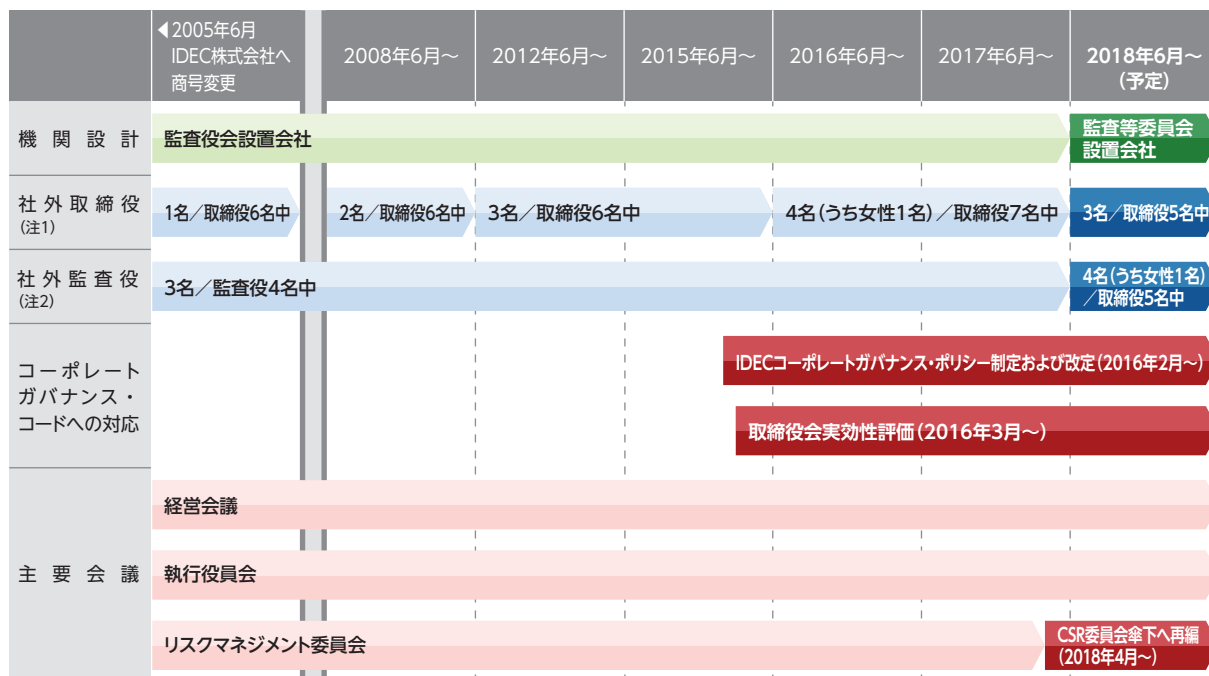 ◀2005年6月
IDEC株式会社へ
商号変更
2008年6月～
2012年6月～
2015年6月～
2016年6月～
2017年6月～
2018年6月～
(予定)
機関設計
監査役会設置会社
監査等委員会
設置会社
社外取締役
(注1)
1名／取締役6名中
2名／取締役6名中
3名／取締役6名中
4名(うち女性1名)／取締役7名中
3名／取締役5名中
社外監査役
(注2)
3名／監査役4名中
4名(うち女性1名)
／取締役5名中
コーポレート
ガバナンス・
コードへの対応
IDECコーポレートガバナンス・ポリシー制定および改定(2016年2月～)
取締役会実効性評価(2016年3月～)
主要会議
経営会議
執行役員会
リスクマネジメント委員会
CSR委員会傘下へ再編
(2018年4月～)